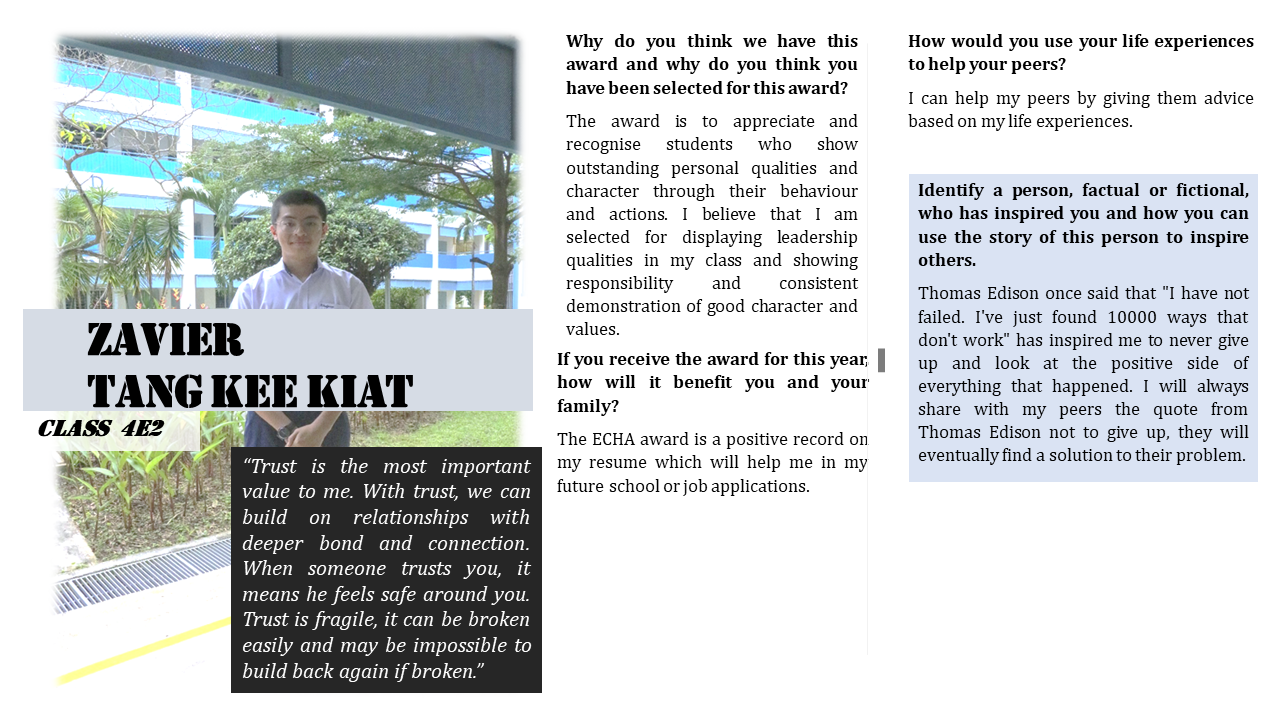 ZAVIER
TANG KEE KIAT
CLASS 4E2
“Trust is the most important
value to me. With trust, we can
build on relationships with
deeper bond and connection.
When someone trusts you, it
means he feels safe around you.
Trust is fragile, it can be broken
easily and may be impossible to
build back again if broken.”
Why do you think we have this
award and why do you think you
have been selected for this award?
The award is to appreciate and
recognise students who show
outstanding personal qualities and
character through their behaviour
and actions. I believe that I am
selected for displaying leadership
qualities in my class and showing
responsibility and consistent
demonstration of good character and
values.
If you receive the award for this year,
how will it benefit you and your
family?
The ECHA award is a positive record on
my resume which will help me in my
future school or job applications.
How would you use your life experiences
to help your peers?
I can help my peers by giving them advice
based on my life experiences.
Identify a person, factual or fictional,
who has inspired you and how you can
use the story of this person to inspire
others.
Thomas Edison once said that "I have not
failed. I've just found 10000 ways that
don't work" has inspired me to never give
up and look at the positive side of
everything that happened. I will always
share with my peers the quote from
Thomas Edison not to give up, they will
eventually find a solution to their problem.